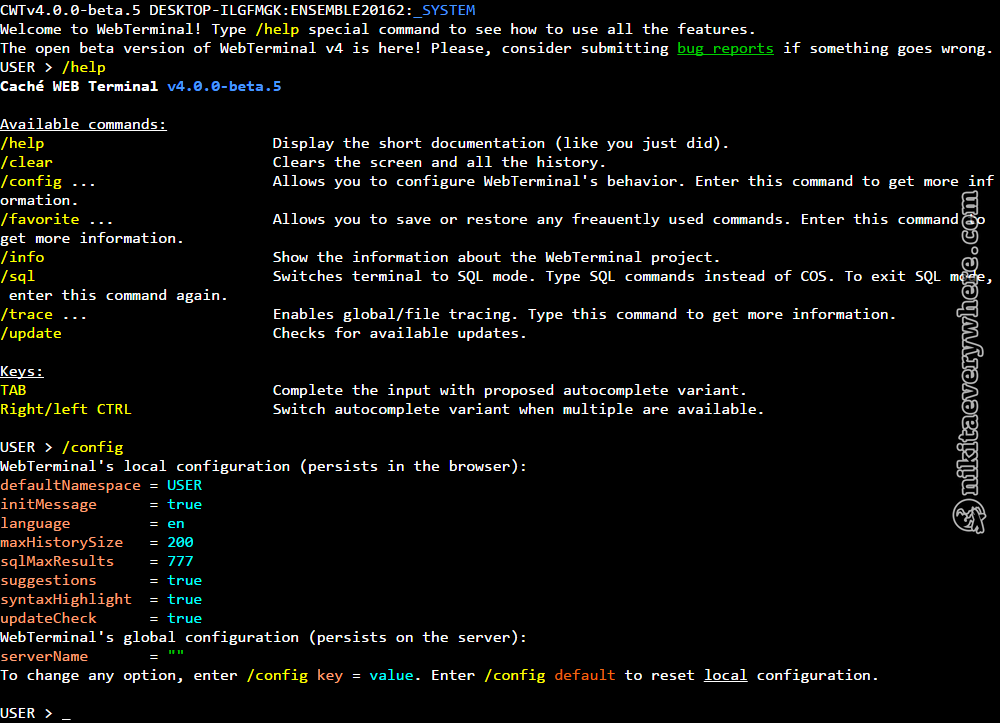 CWTv4.0.0-beta.5 DESKTOP-ILGFMGK:ENSEMBLE20162:_SYSTEM
Welcome to WebTerminal! Type /help special command to see how to use all the features.
The open beta version of WebTerminal v4 is here! Please, consider submitting bug reports if something goes wrong.
USER > /help
Caché WEB Terminal v4.0.0-beta.5
Available commands:
/help Display the short documentation (like you just did).
/clear Clears the screen and all the history.
/config ... Allows you to configure WebTerminal's behavior. Enter this command to get more inf
ormation.
/favorite ... Allows you to save or restore any freauently used commands. Enter this command to
get more information.
/info Show the information about the WebTerminal project.
/sql Switches terminal to SQL mode. Type SQL commands instead of COS. To exit SQL mode,
enter this command again.
/trace ... Enables global/file tracing. Type this command to get more information.
/update Checks for available updates.
Keys:
TAB Complete the input with proposed autocomplete variant.
Right/left CTRL Switch autocomplete variant when multiple are available.
USER > /config
WebTerminal's local configuration (persists in the browser):
defaultNamespace = USER
initMessage = true
language = en
maxHistorySize = 200
sqlMaxResults = 777
suggestions = true
syntaxHighlight = true
updateCheck = true
WebTerminal's global configuration (persists on the server):
serverName = ""
To change any option, enter /config key = value. Enter /config default to reset local configuration.
USER > _
nikitaeverywhere.com